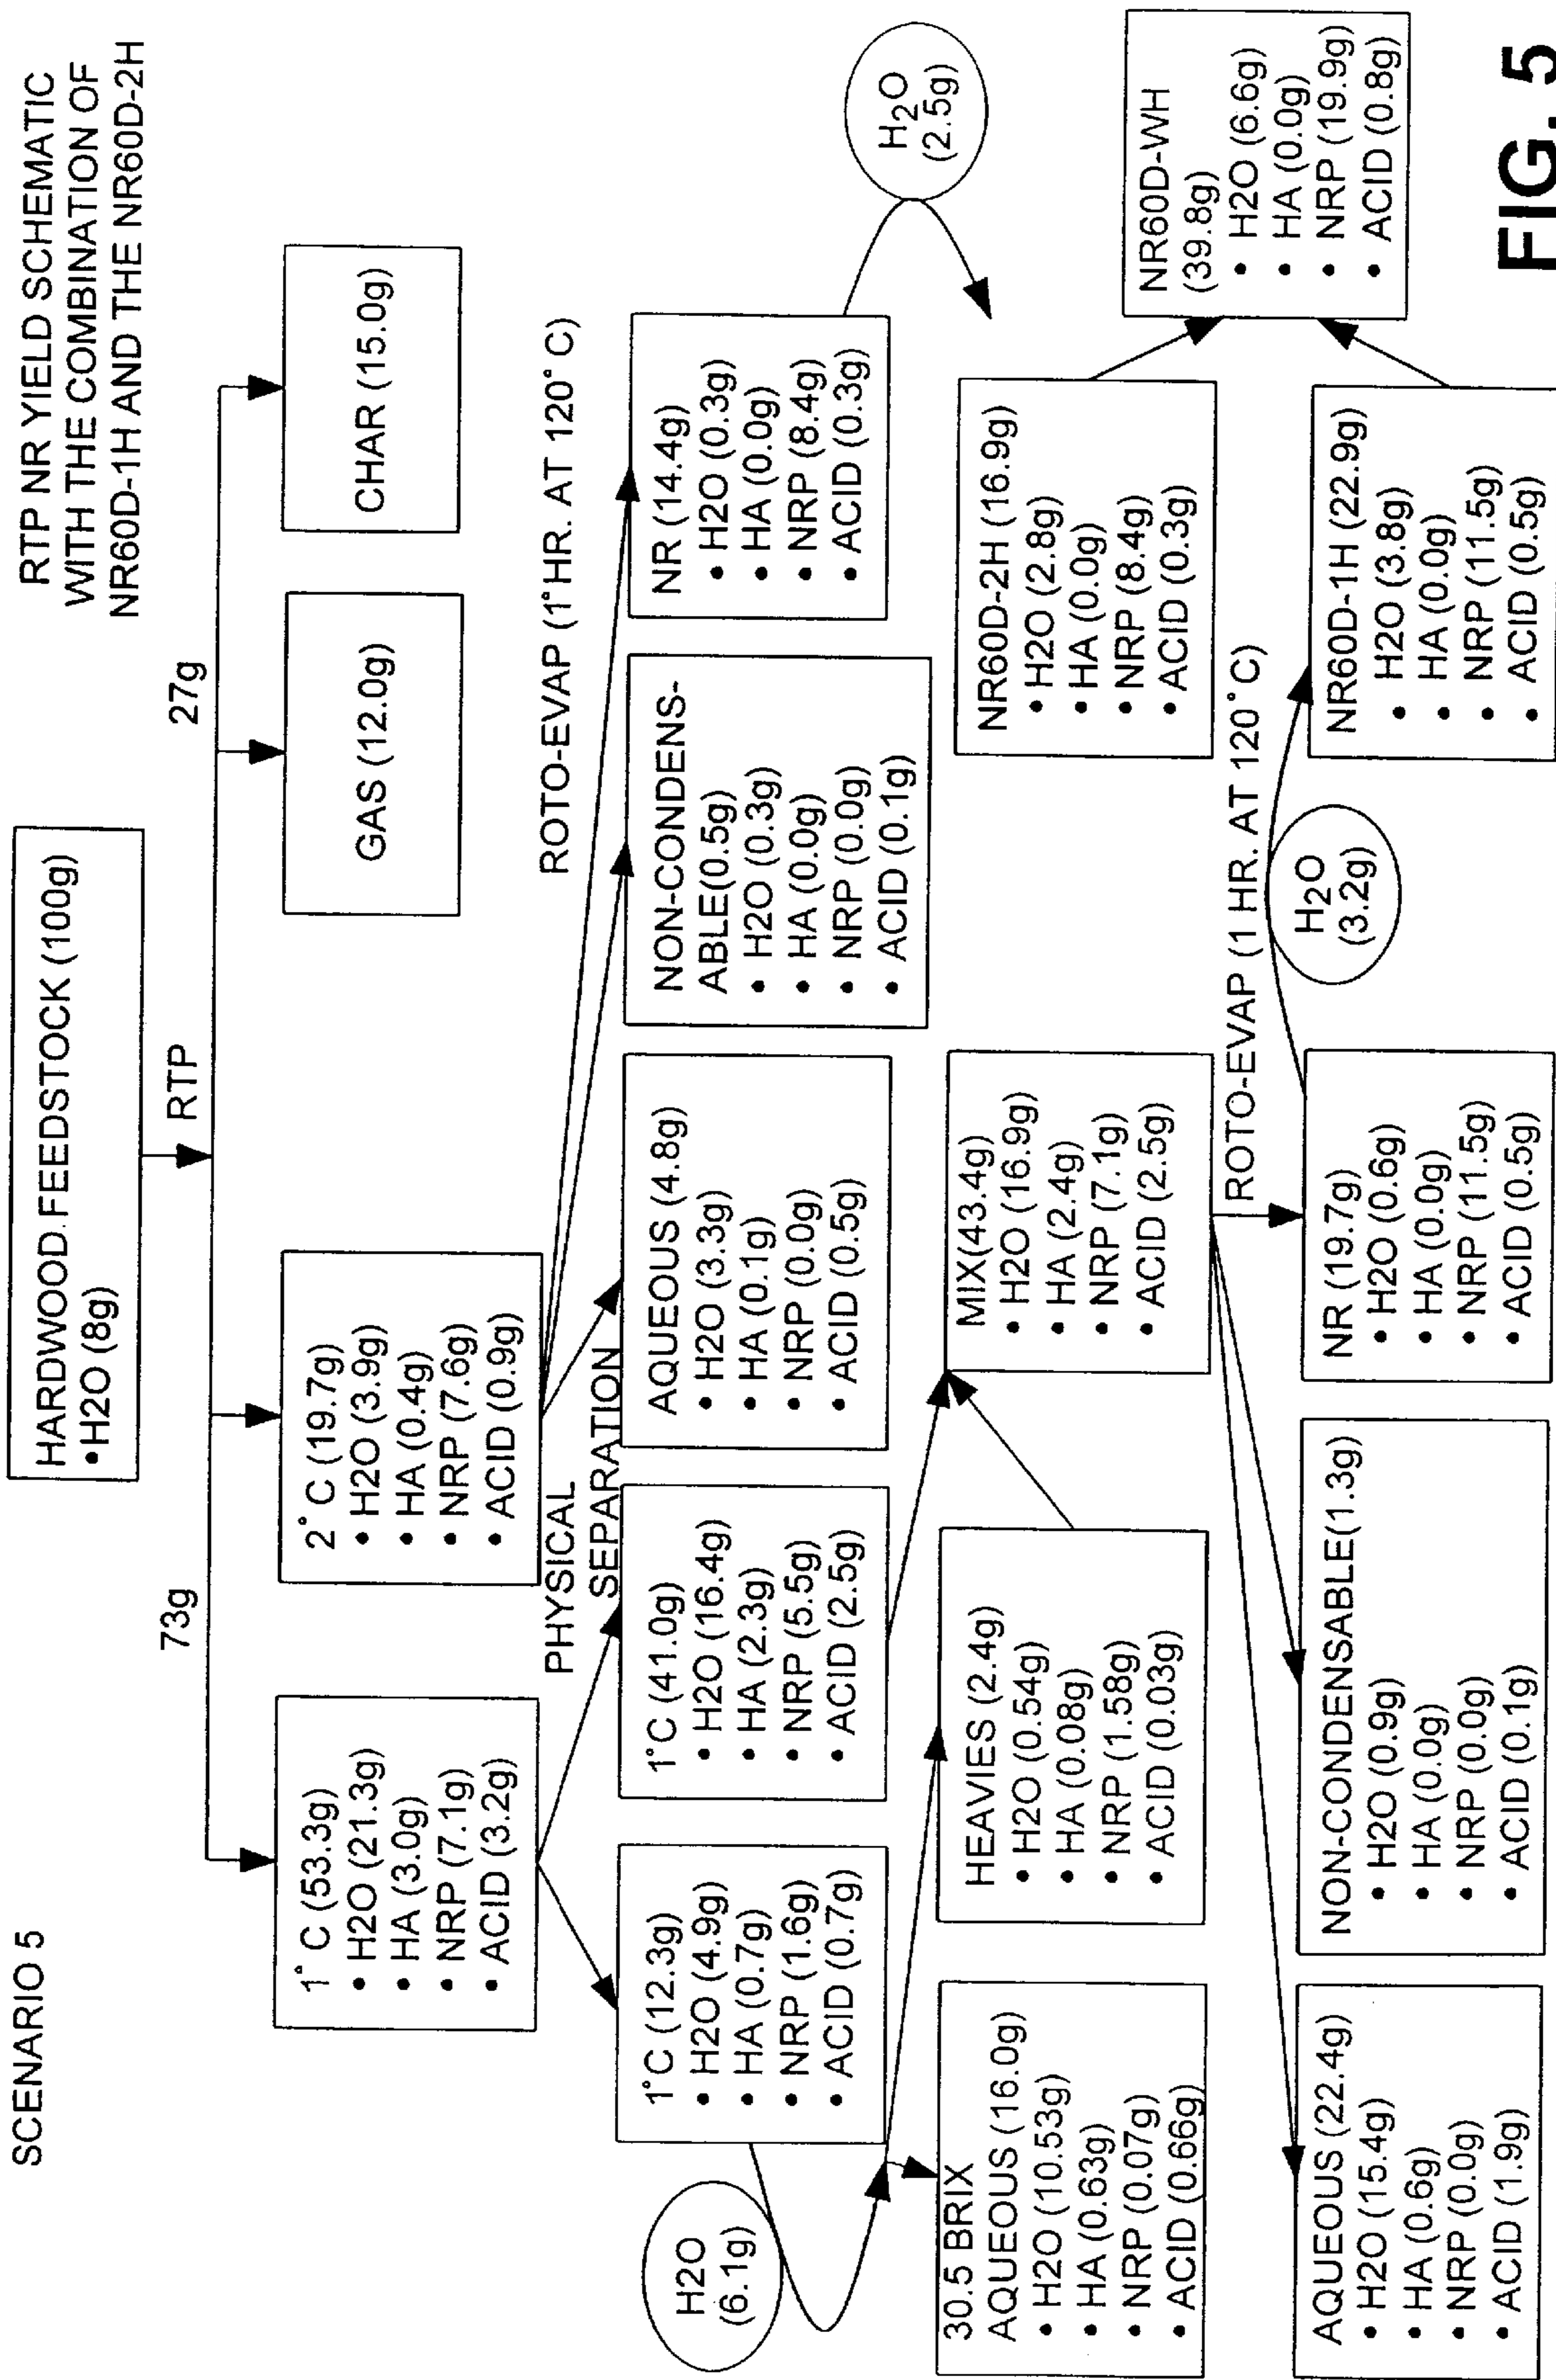 SCENARIO 5
RTP NR YIELD SCHEMATIC
WITH THE COMBINATION OF
NR60D-1H AND THE NR60D-2H
HARDWOOD FEEDSTOCK (100g)
•H2O (8g)
RTP
73g
27g
1° C (53.3g)
• H2O (21.3g)
• HA (3.0g)
• NRP (7.1g)
• ACID (3.2g)
2° C (19.7g)
• H2O (3.9g)
• HA (0.4g)
• NRP (7.6g)
• ACID (0.9g)
GAS (12.0g)
CHAR (15.0g)
PHYSICAL
SEPARATION
ROTO-EVAP (1°HR. AT 120° C)
1°C (12.3g)
• H2O (4.9g)
• HA (0.7g)
• NRP (1.6g)
• ACID (0.7g)
1°C (41.0g)
• H2O (16.4g)
• HA (2.3g)
• NRP (5.5g)
• ACID (2.5g)
AQUEOUS (4.8g)
• H2O (3.3g)
• HA (0.1g)
• NRP (0.0g)
• ACID (0.5g)
NON-CONDENS-
ABLE(0.5g)
• H2O (0.3g)
• HA (0.0g)
• NRP (0.0g)
• ACID (0.1g)
NR (14.4g)
• H2O (0.3g)
• HA (0.0g)
• NRP (8.4g)
• ACID (0.3g)
H2O
(6.1g)
H₂O
(2.5g)
30.5 BRIX
AQUEOUS (16.0g)
• H2O (10.53g)
• HA (0.63g)
• NRP (0.07g)
• ACID (0.66g)
HEAVIES (2.4g)
• H2O (0.54g)
• HA (0.08g)
• NRP (1.58g)
• ACID (0.03g)
MIX(43.4g)
• H2O (16.9g)
• HA (2.4g)
• NRP (7.1g)
• ACID (2.5g)
NR60D-2H (16.9g)
• H2O (2.8g)
• HA (0.0g)
• NRP (8.4g)
• ACID (0.3g)
NR60D-WH
(39.8g)
• H2O (6.6g)
• HA (0.0g)
• NRP (19.9g)
• ACID (0.8g)
ROTO-EVAP (1 HR. AT 120°C)
H₂O
(3.2g)
AQUEOUS (22.4g)
• H2O (15.4g)
• HA (0.6g)
• NRP (0.0g)
• ACID (1.9g)
NON-CONDENSABLE(1.3g)
• H2O (0.9g)
• HA (0.0g)
• NRP (0.0g)
• ACID (0.1g)
NR (19.7g)
• H2O (0.6g)
• HA (0.0g)
• NRP (11.5g)
• ACID (0.5g)
NR60D-1H (22.9g)
• H2O (3.8g)
• HA (0.0g)
• NRP (11.5g)
• ACID (0.5g)
FIG. 5